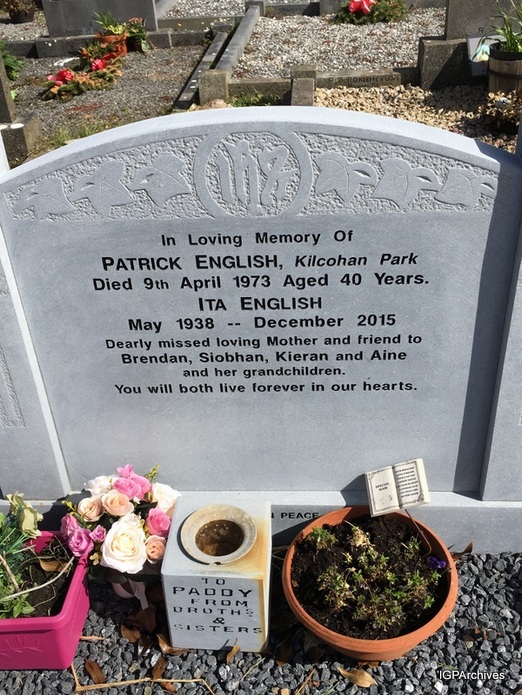 IHS
In Loving Memory Of
PATRICK ENGLISH, Kilcohan Park
Died 9th April 1973 Aged 40 Years.
ITA ENGLISH
May 1938 -- December 2015
Dearly missed loving Mother and friend to
Brendan, Siobhan, Kieran and Aine
and her grandchildren.
You will both live forever in our hearts.
PEACE
TO
PADDY
FROM
BROTHS
&
SISTERS
IGPArchives